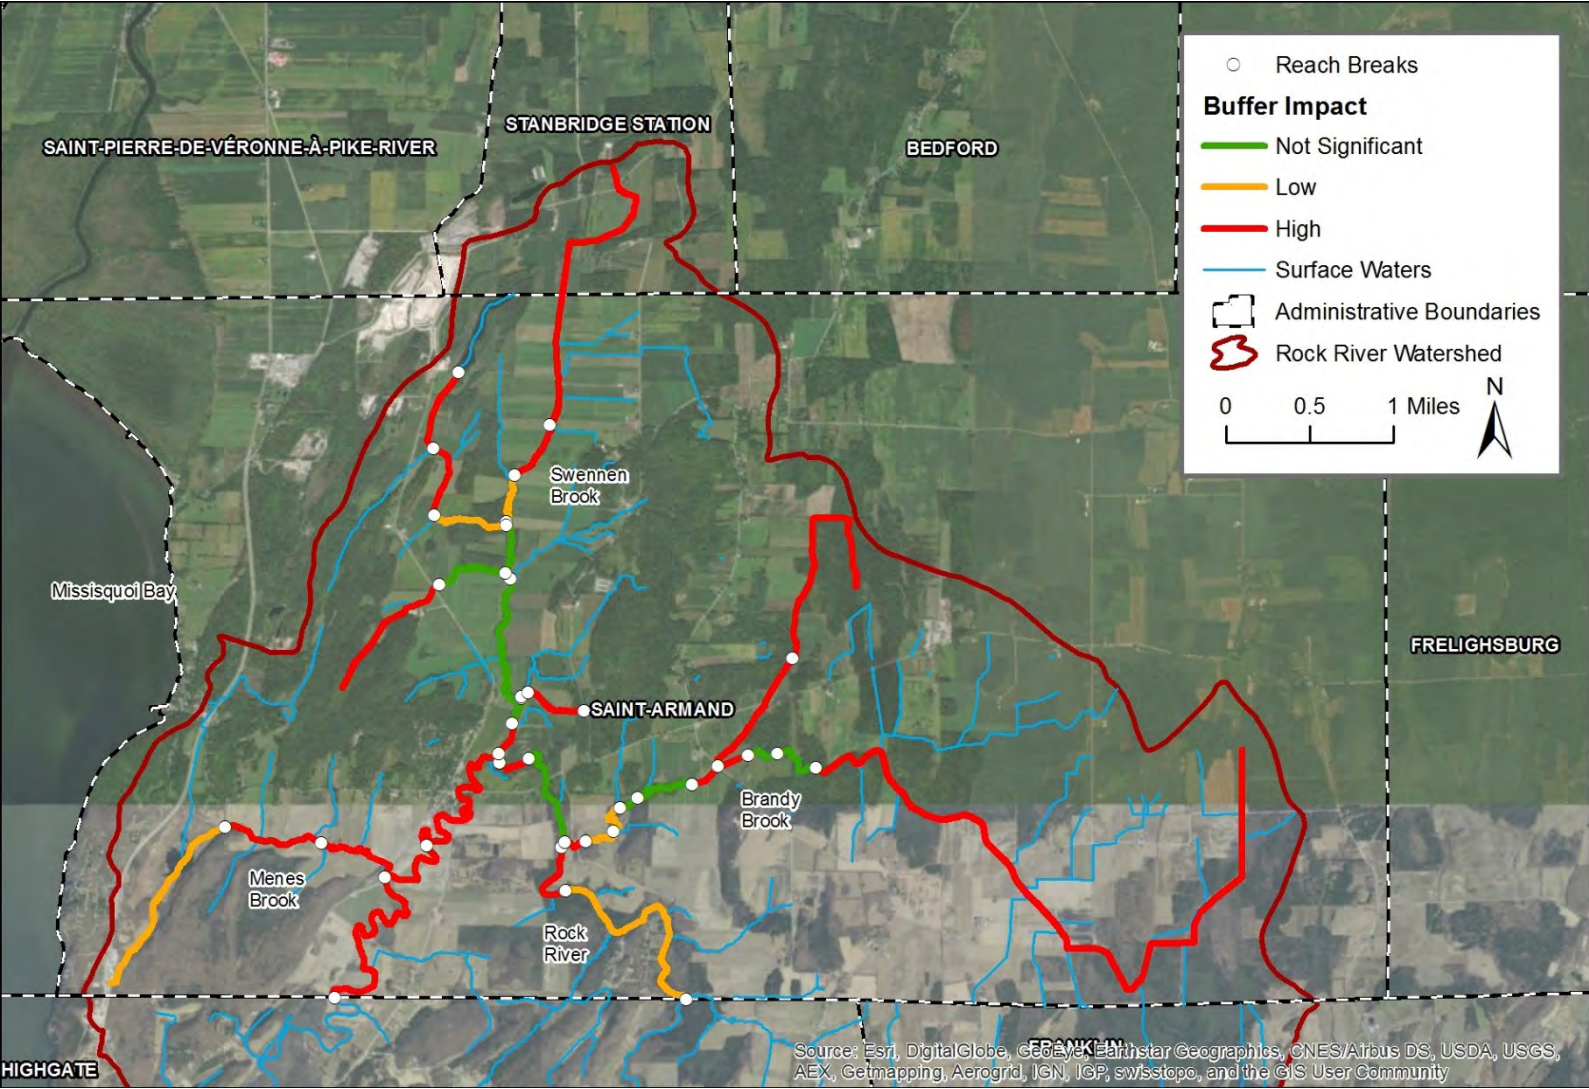 Reach Breaks
Buffer Impact
Not Significant
Low
High
Surface Waters
Administrative Boundaries
Rock River Watershed
N
0 0.5 1 Miles
STANBRIDGE STATION
SAINT-PIERRE-DE-VÉRONNE-À-PIKE-RIVER
BEDFORD
Swennen
Brook
Missisquoi Bay
FRELIGHSBURG
SAINT-ARMAND
Brandy
Brook
Menes
Brook
Rock
River
FRANKLIN
HIGHGATE
Source: Esri, DigitalGlobe, GeoEye, Earthstar Geographics, CNES/Airbus DS, USDA, USGS,
AEX, Getmapping, Aerogrid, IGN, IGP, swisstopo, and the GIS User Community